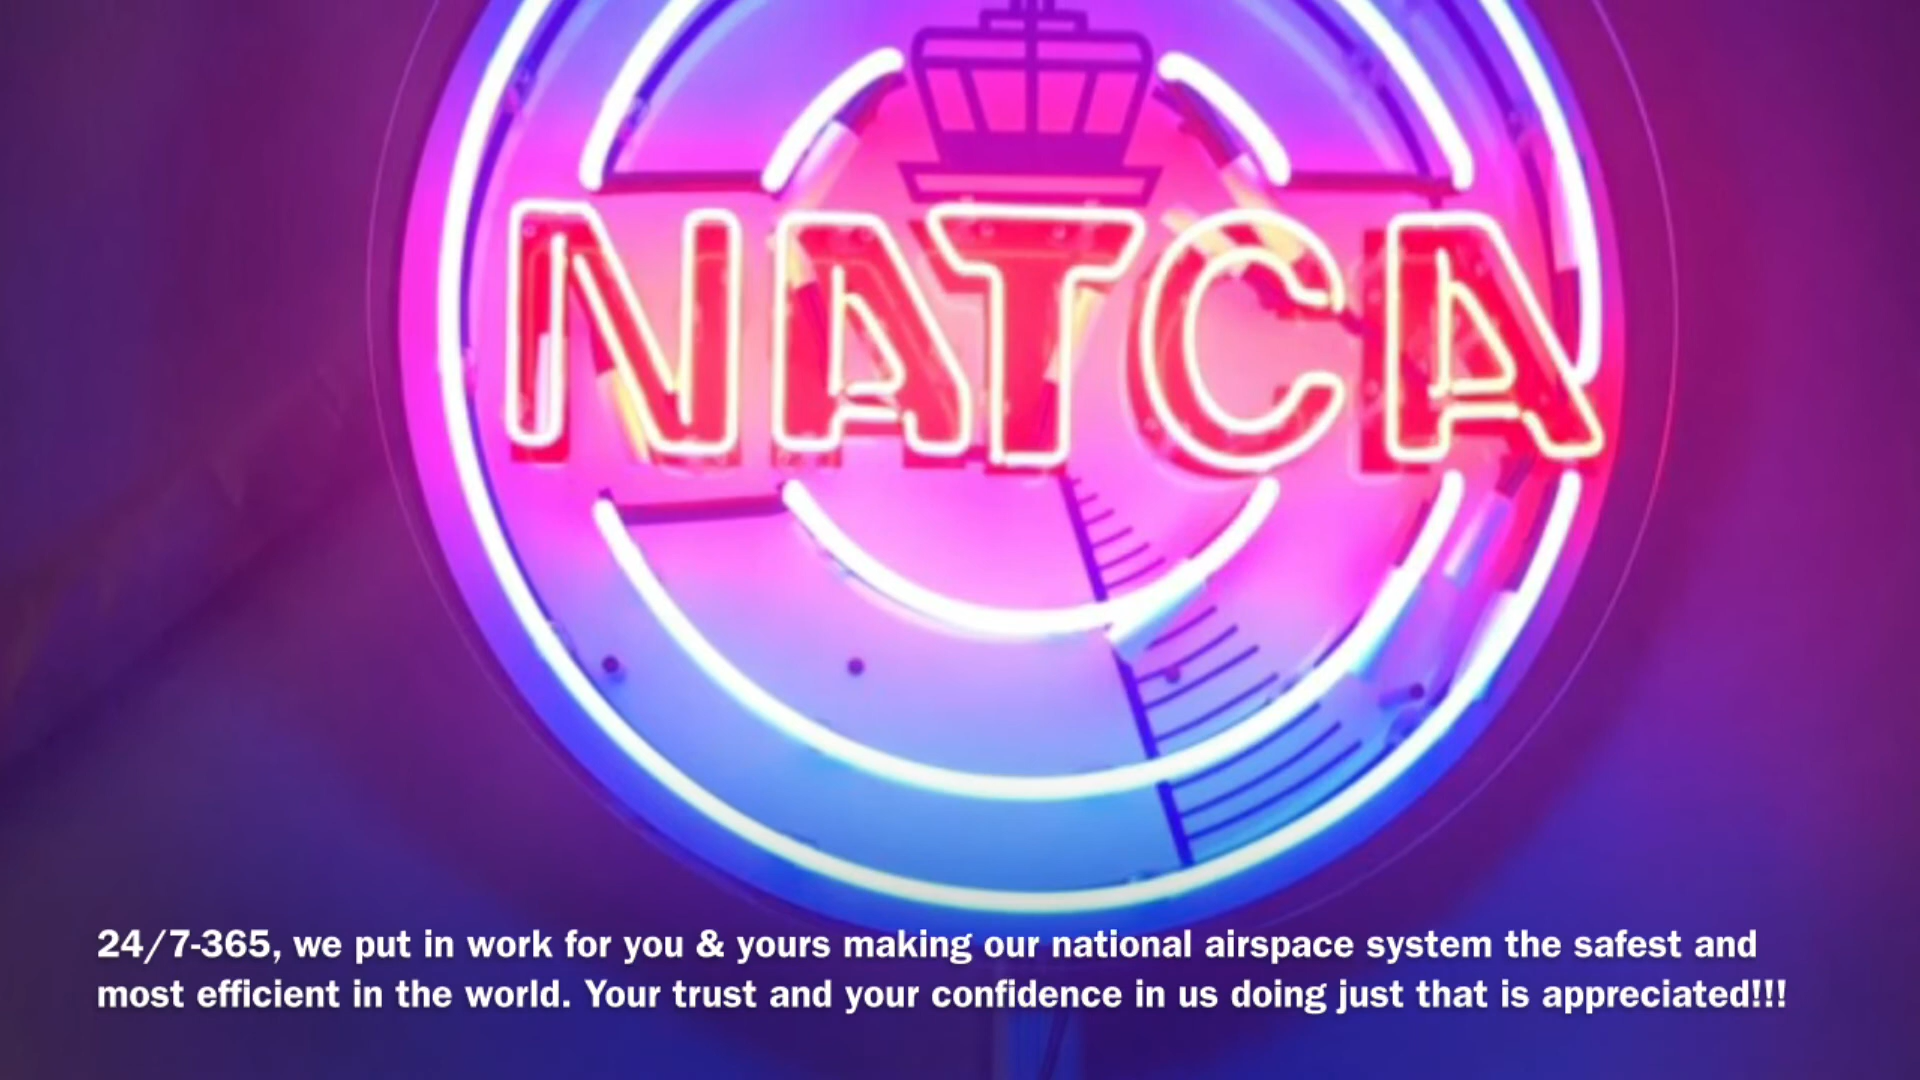 NATCA
24/7-365, we put in work for you & yours making our national airspace system the safest and
most efficient in the world. Your trust and your confidence in us doing just that is appreciated!!!